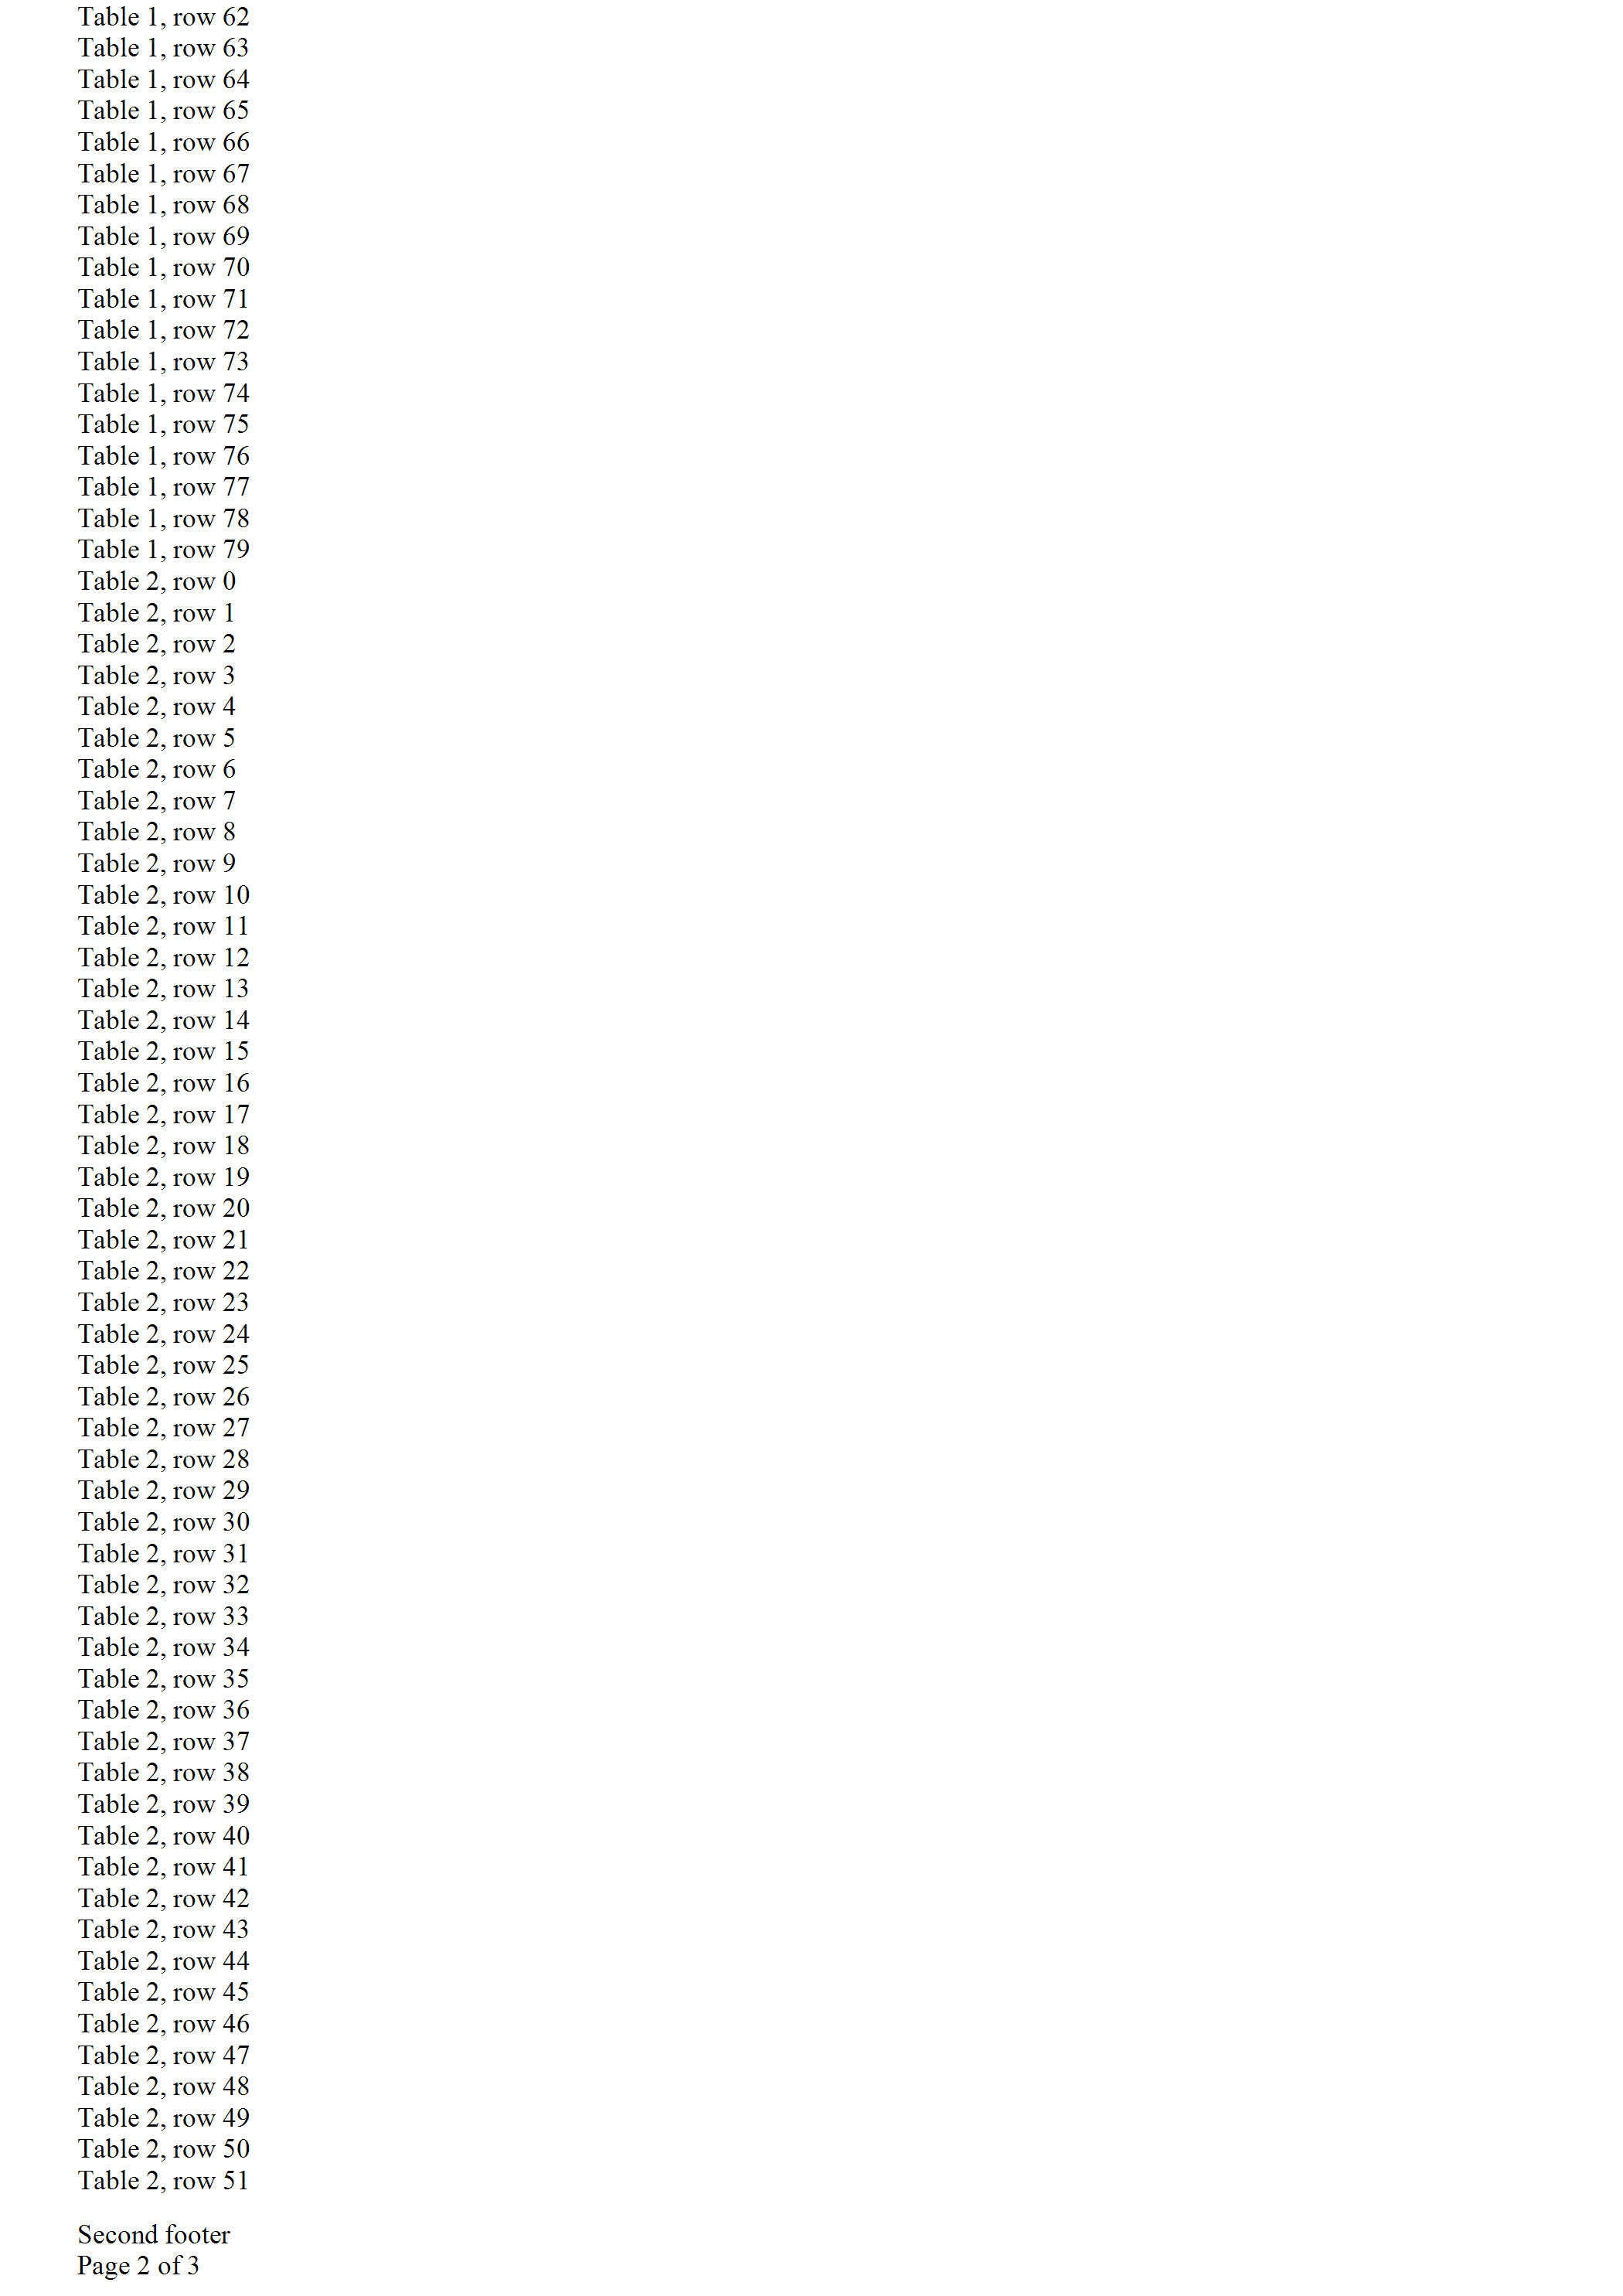 Table 1, row 62
Table 1, row 63
Table 1, row 64
Table 1, row 65
Table 1, row 66
Table 1, row 67
Table 1, row 68
Table 1, row 69
Table 1, row 70
Table 1, row 71
Table 1, row 72
Table 1, row 73
Table 1, row 74
Table 1, row 75
Table 1, row 76
Table 1, row 77
Table 1, row 78
Table 1, row 79
Table 2, row 0
Table 2, row 1
Table 2, row 2
Table 2, row 3
Table 2, row 4
Table 2, row 5
Table 2, row 6
Table 2, row 7
Table 2, row 8
Table 2, row 9
Table 2, row 10
Table 2, row 11
Table 2, row 12
Table 2, row 13
Table 2, row 14
Table 2, row 15
Table 2, row 16
Table 2, row 17
Table 2, row 18
Table 2, row 19
Table 2, row 20
Table 2, row 21
Table 2, row 22
Table 2, row 23
Table 2, row 24
Table 2, row 25
Table 2, row 26
Table 2, row 27
Table 2, row 28
Table 2, row 29
Table 2, row 30
Table 2, row 31
Table 2, row 32
Table 2, row 33
Table 2, row 34
Table 2, row 35
Table 2, row 36
Table 2, row 37
Table 2, row 38
Table 2, row 39
Table 2, row 40
Table 2, row 41
Table 2, row 42
Table 2, row 43
Table 2, row 44
Table 2, row 45
Table 2, row 46
Table 2, row 47
Table 2, row 48
Table 2, row 49
Table 2, row 50
Table 2, row 51
Second footer
Page 2 of 3